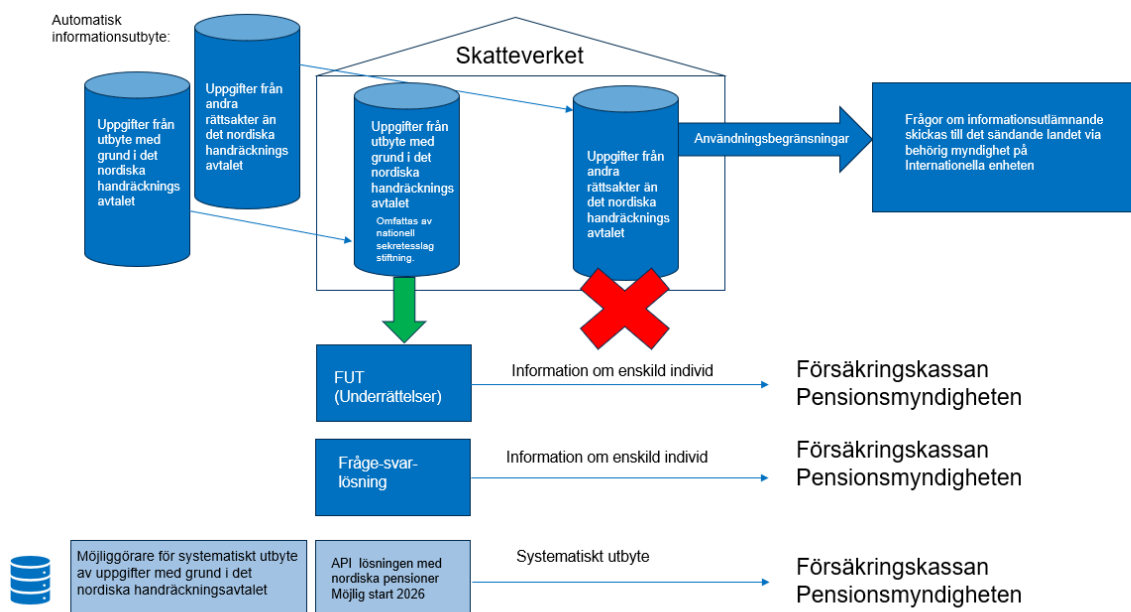 Automatisk
informationsutbyte:
Uppgifter från
utbyte med
grund i det
nordiska
handräcknings
avtalet
Uppgifter från
andra
rättsakter än
det nordiska
handräcknings
avtalet
Skatteverket
Uppgifter från
utbyte med
grund i det
nordiska
handräcknings
avtalet
Omfattas av
nationell
sekretesslag
stiftning.
Uppgifter från
andra
rättsakter än
det nordiska
handräcknings
avtalet
Användningsbegränsningar
Frågor om informationsutlämnande
skickas till det sändande landet via
behörig myndighet på
Internationella enheten
FUT
(Underrättelser)
Information om enskild individ
Försäkringskassan
Pensionsmyndigheten
Fråge-svar-
lösning
Information om enskild individ
Försäkringskassan
Pensionsmyndigheten
Möjliggörare för systematiskt utbyte
av uppgifter med grund i det
nordiska handräckningsavtalet
API lösningen med
nordiska pensioner
Möjlig start 2026
Systematiskt utbyte
Försäkringskassan
Pensionsmyndigheten